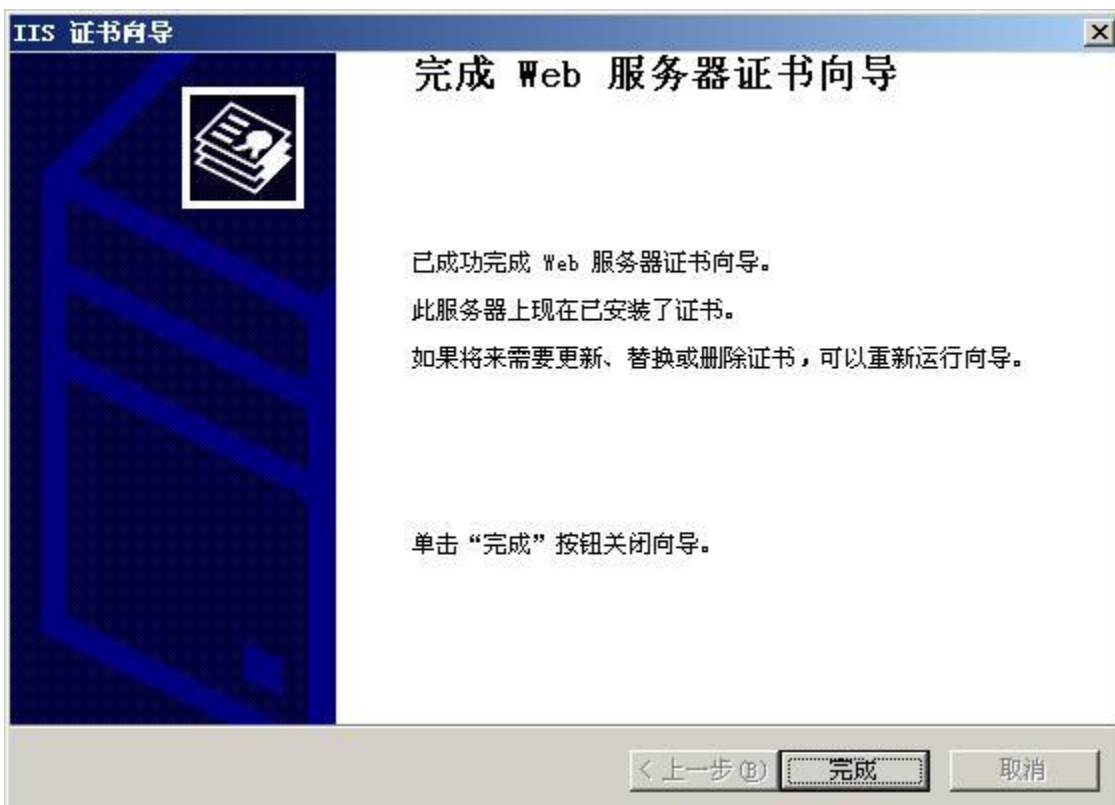 IIS 证书向导
完成 Web 服务器证书向导
已成功完成 Web 服务器证书向导。
此服务器上现在已安装了证书。
如果将来需要更新、替换或删除证书，可以重新运行向导。
单击“完成”按钮关闭向导。
< 上一步(B)
完成
取消